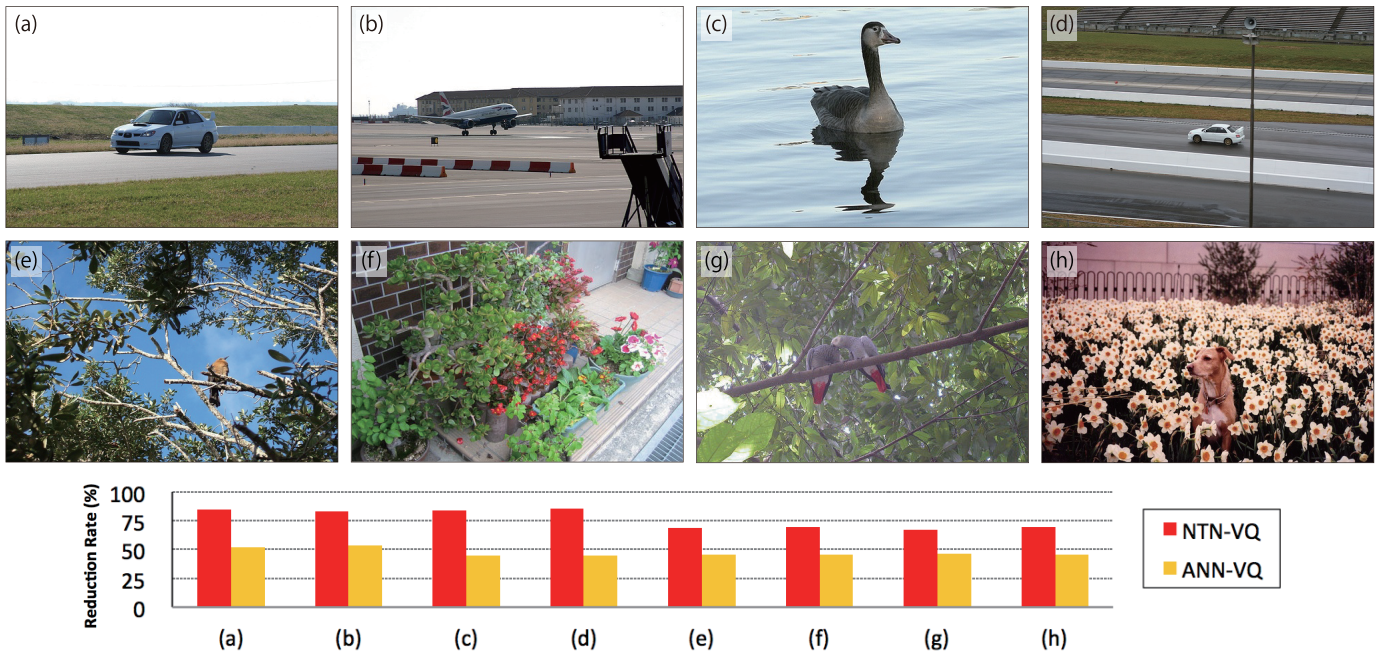 (a)
(b)
(c)
(d)
(e)
(f)
(g)
(h)
Reduction Rate (%)
100
75
50
25
0
(a) (b) (c) (d) (e) (f) (g) (h)
NTN-VQ
ANN-VQ